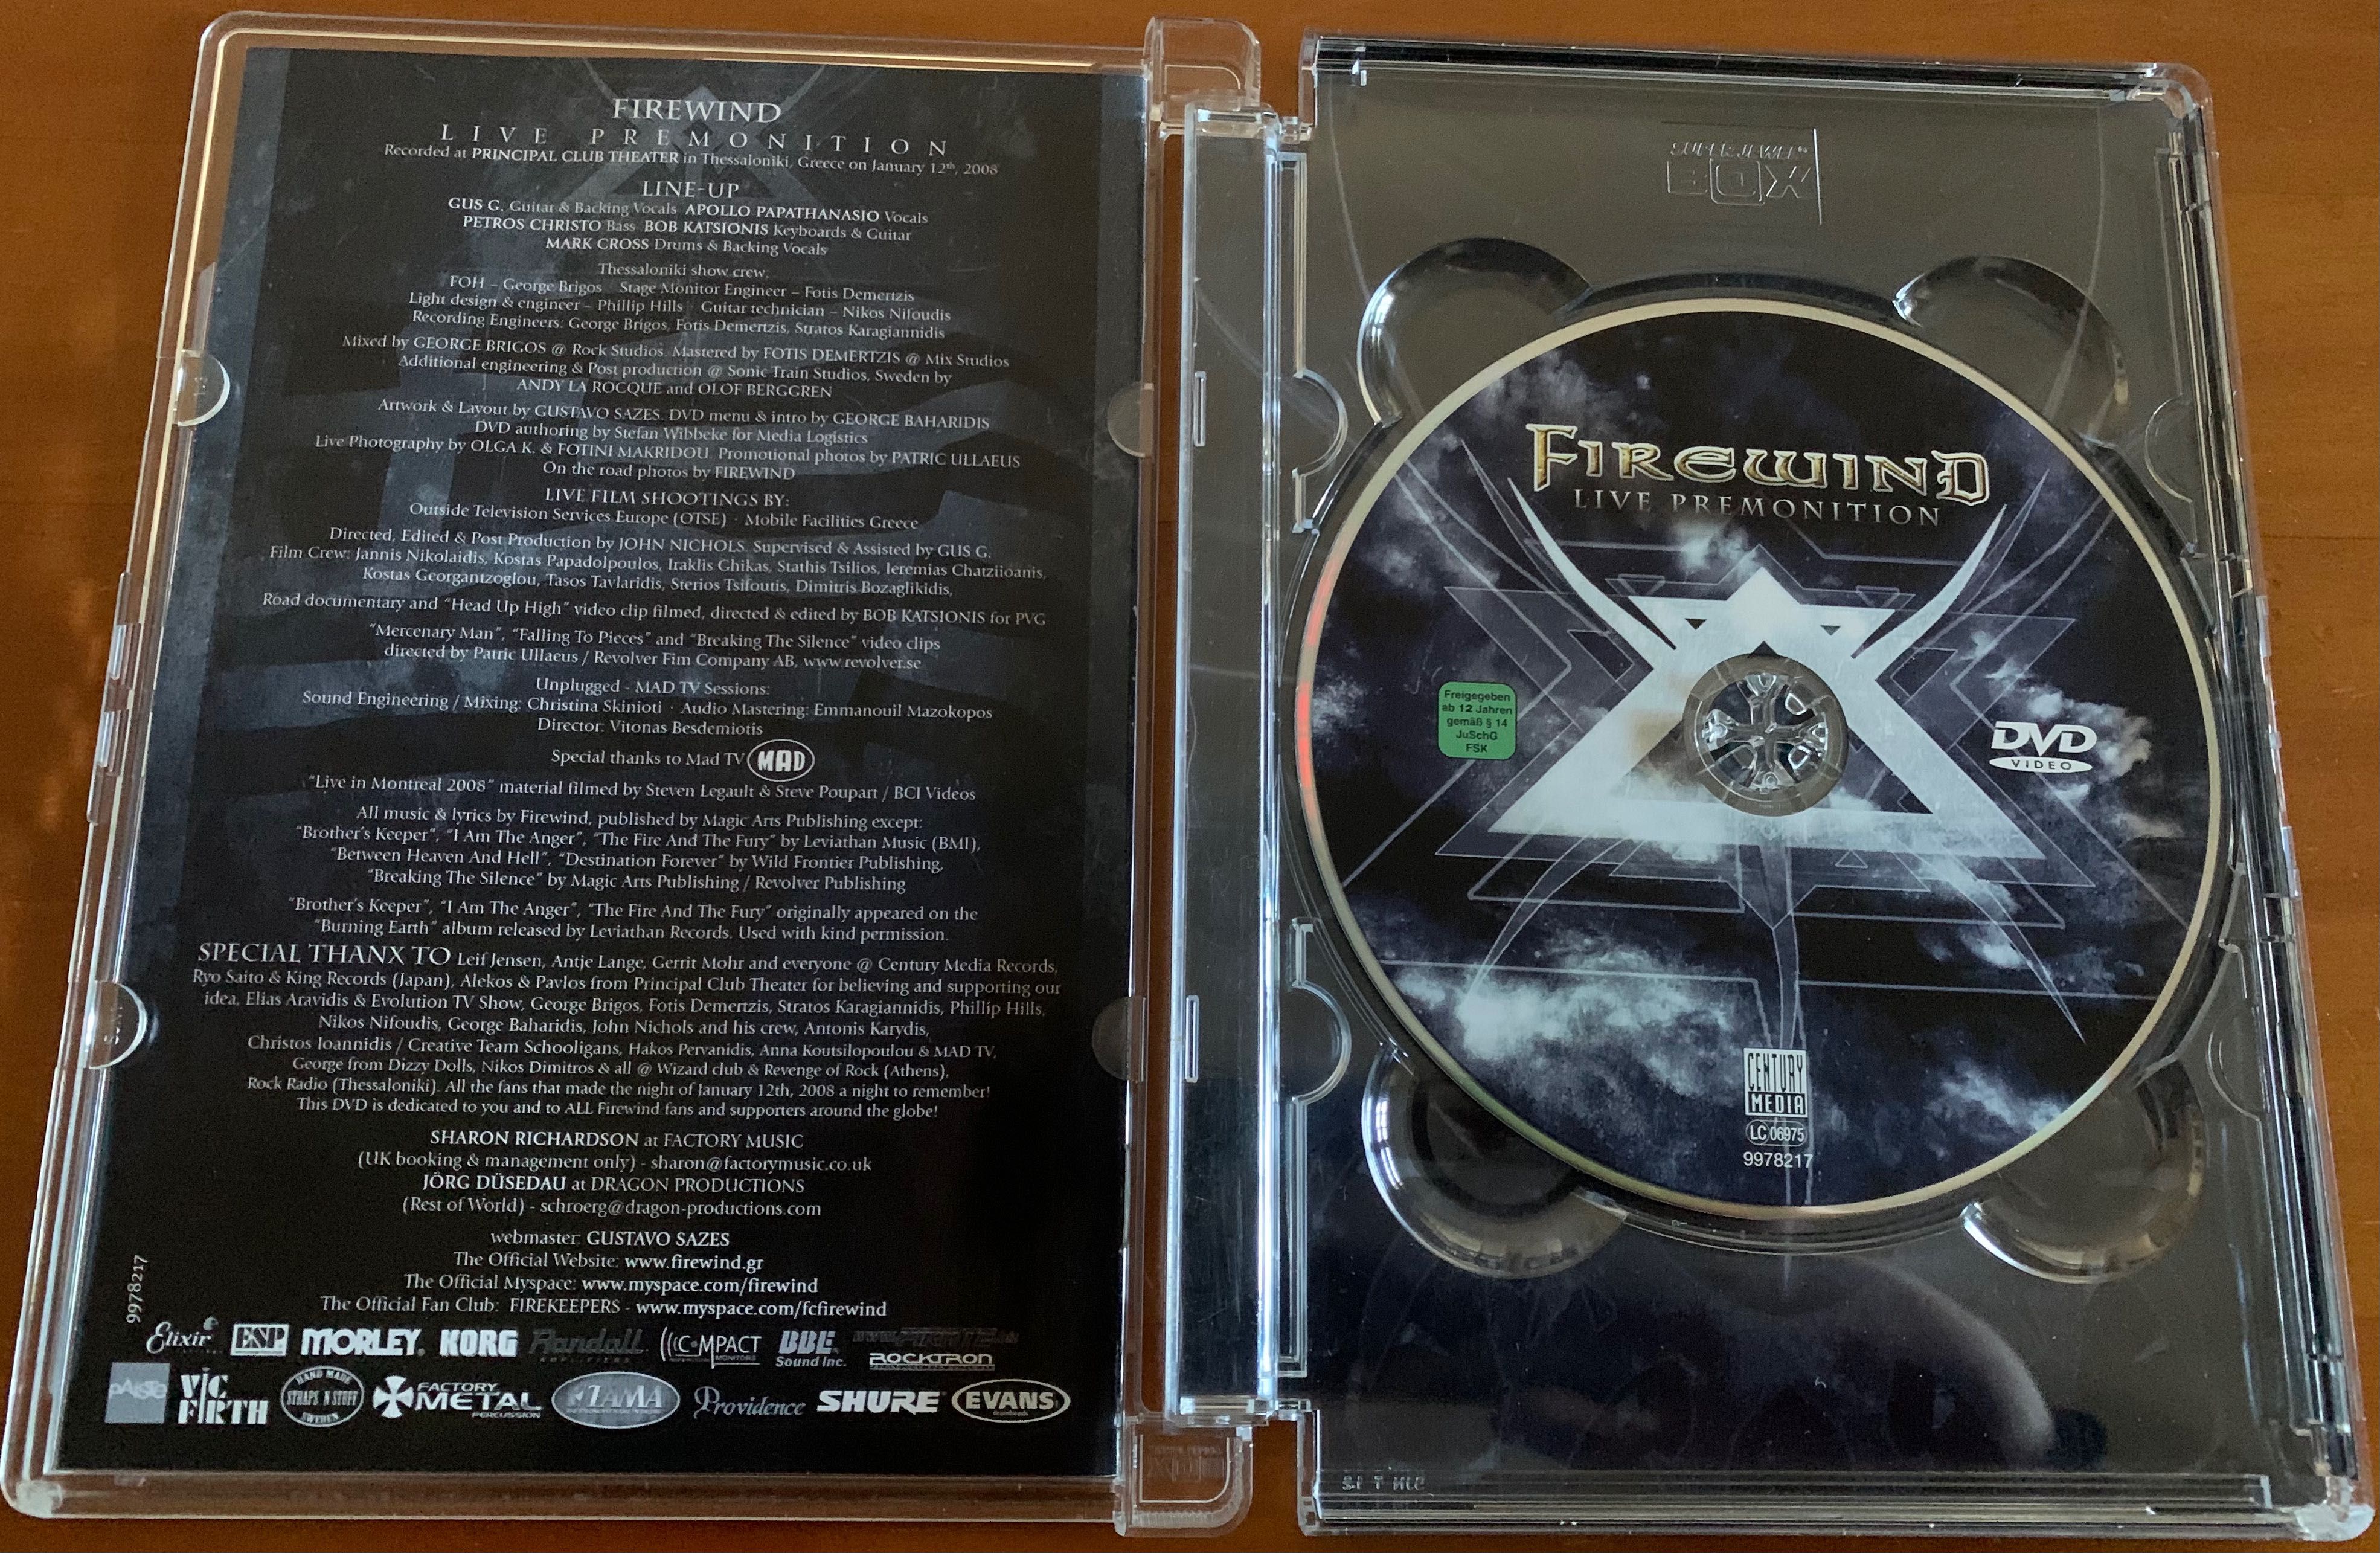 FIREWIND
LIVE PREMONITION
Recorded at PRINCIPAL CLUB THEATER in Thessaloniki, Greece on January 12th, 2008
LINE-UP
GUS G. Guitar & Backing Vocals APOLLO PAPATHANASIO Vocals
PETROS CHRISTO Bass BOB KATSIONIS Keyboards & Guitar
MARK CROSS Drums & Backing Vocals
Thessaloniki show crew:
FOH – George Brigos Stage Monitor Engineer – Fotis Demertzis
Light design & engineer – Phillip Hills Guitar technician – Nikos Nifoudis
Recording Engineers: George Brigos, Fotis Demertzis, Stratos Karagiannidis
Mixed by GEORGE BRIGOS @ Rock Studios. Mastered by FOTIS DEMERTZIS @ Mix Studios
Additional engineering & Post production @ Sonic Train Studios, Sweden by
ANDY LA ROCQUE and OLOF BERGGREN
Artwork & Layout by GUSTAVO SAZES. DVD menu & intro by GEORGE BAHARIDIS
DVD authoring by Stefan Wibbeke for Media Logistics
Live Photography by OLGA K. & FOTINI MAKRIDOU. Promotional photos by PATRIC ULLAEUS
On the road photos by FIREWIND
LIVE FILM SHOOTINGS BY:
Outside Television Services Europe (OTSE) · Mobile Facilities Greece
Directed, Edited & Post Production by JOHN NICHOLS. Supervised & Assisted by GUS G.
Film Crew: Jannis Nikolaidis, Kostas Papadolpoulos, Iraklis Ghikas, Stathis Tsilios, Ieremias Chatziioanis,
Kostas Georgantzoglou, Tasos Tavlaridis, Sterios Tsifoutis, Dimitris Bozaglikidis,
Road documentary and “Head Up High” video clip filmed, directed & edited by BOB KATSIONIS for PVG
“Mercenary Man”, “Falling To Pieces” and “Breaking The Silence” video clips
directed by Patric Ullaeus / Revolver Fim Company AB, www.revolver.se
Unplugged - MAD TV Sessions:
Sound Engineering / Mixing: Christina Skinioti · Audio Mastering: Emmanouil Mazokopos
Director: Vitonas Besdemiotis
Special thanks to Mad TV MAD
“Live in Montreal 2008” material filmed by Steven Legault & Steve Poupart / BCI Videos
All music & lyrics by Firewind, published by Magic Arts Publishing except:
“Brother’s Keeper”, “I Am The Anger”, “The Fire And The Fury” by Leviathan Music (BMI),
“Between Heaven And Hell”, “Destination Forever” by Wild Frontier Publishing,
“Breaking The Silence” by Magic Arts Publishing / Revolver Publishing
“Brother’s Keeper”, “I Am The Anger”, “The Fire And The Fury” originally appeared on the
“Burning Earth” album released by Leviathan Records. Used with kind permission.
SPECIAL THANX TO Leif Jensen, Antje Lange, Gerrit Mohr and everyone @ Century Media Records,
Ryo Saito & King Records (Japan), Alekos & Pavlos from Principal Club Theater for believing and supporting our
idea, Elias Aravidis & Evolution TV Show, George Brigos, Fotis Demertzis, Stratos Karagiannidis, Phillip Hills,
Nikos Nifoudis, George Baharidis, John Nichols and his crew, Antonis Karydis,
Christos Ioannidis / Creative Team Schooligans, Hakos Pervanidis, Anna Koutsilopoulou & MAD TV,
George from Dizzy Dolls, Nikos Dimitros & all @ Wizard club & Revenge of Rock (Athens),
Rock Radio (Thessaloniki). All the fans that made the night of January 12th, 2008 a night to remember!
This DVD is dedicated to you and to ALL Firewind fans and supporters around the globe!
SHARON RICHARDSON at FACTORY MUSIC
(UK booking & management only) - sharon@factorymusic.co.uk
JÖRG DÜSEDAU at DRAGON PRODUCTIONS
(Rest of World) - schroerg@dragon-productions.com
webmaster: GUSTAVO SAZES
The Official Website: www.firewind.gr
The Official Myspace: www.myspace.com/firewind
The Official Fan Club: FIREKEEPERS - www.myspace.com/fcfirewind
9978217
Elixir ESP MORLEY KORG Randall AMPLIFIERS COMPACT MONITORS BBE Sound Inc. ROCKTRON
PAiSTe ViC FiRTH HAND MADE STRAPS N STUFF SWEDEN FACTORY METAL PERCUSSION TAMA Providence SHURE EVANS drumheads
SUPER JEWEL BOX
FIREWIND
LIVE PREMONITION
Freigegeben
ab 12 Jahren
gemäß § 14
JuSchG
FSK
DVD
VIDEO
CENTURY
MEDIA
LC 06975
9978217